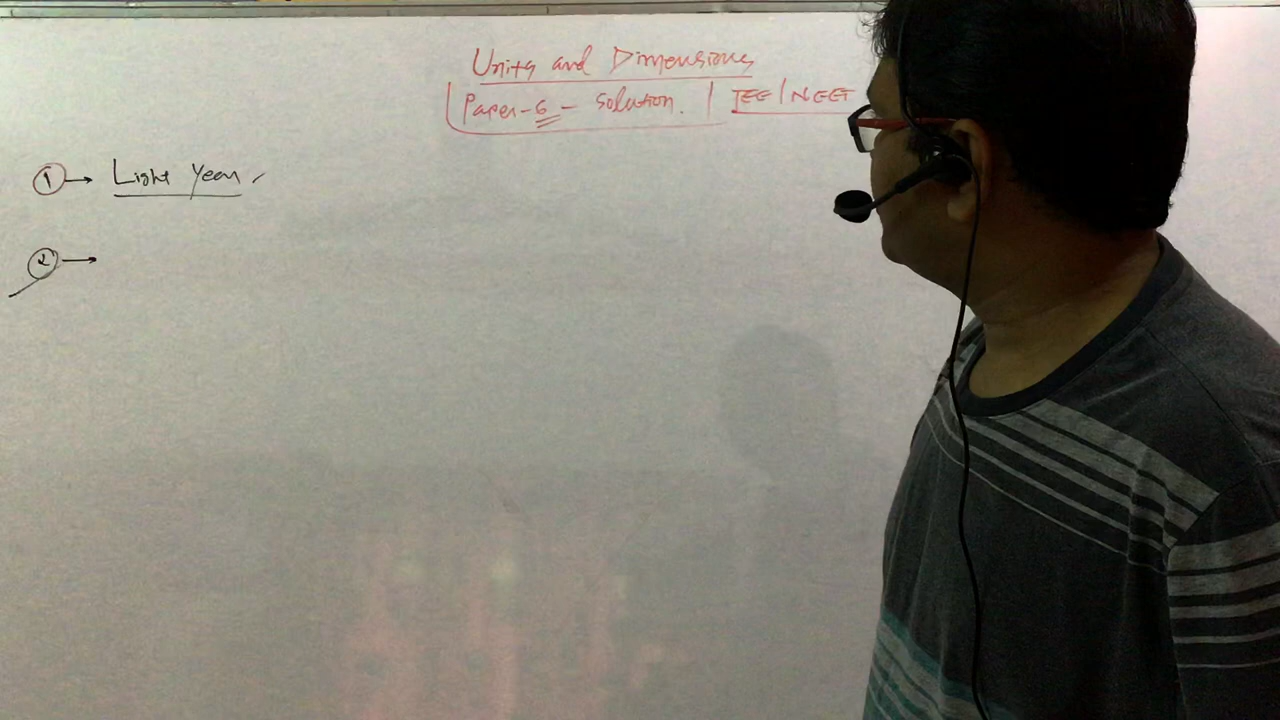 Units and Dimensions
Paper-6 - Solution. | JEE/NEET
① → Light Year
② →